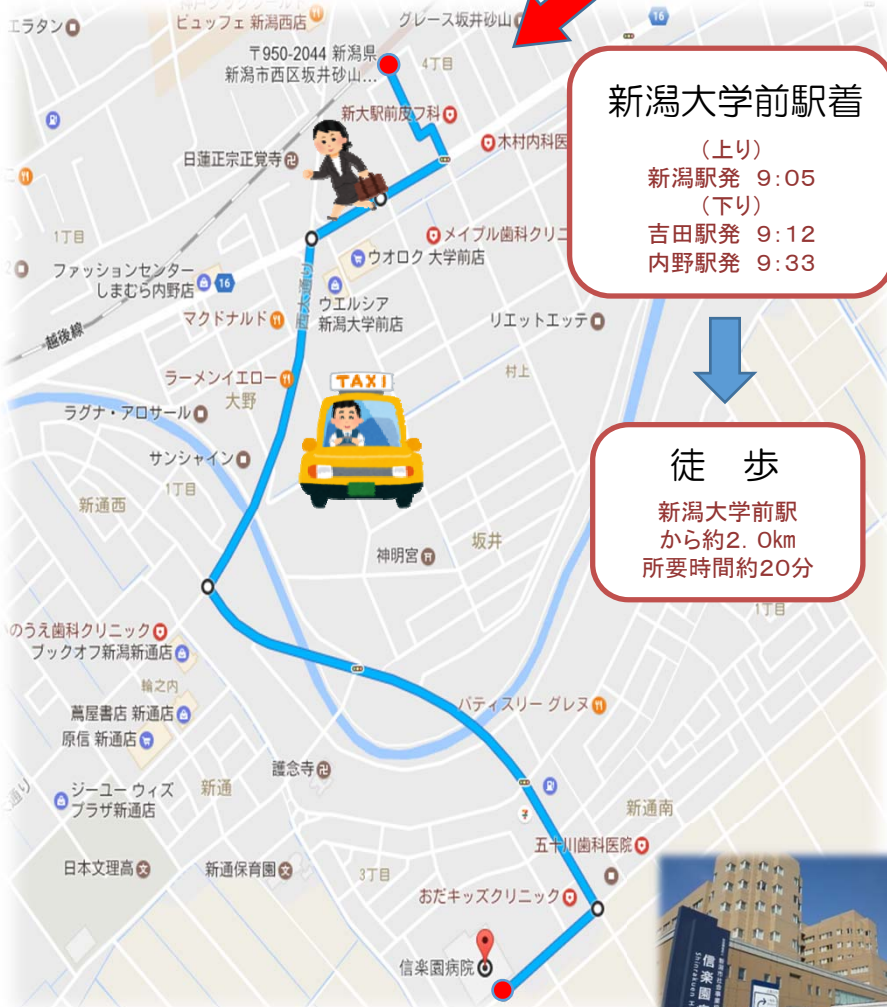 エラタン
ビュッフェ 新潟西店
グレース坂井砂山
16
〒950-2044 新潟県
新潟市西区坂井砂山...
4丁目
新大駅前皮フ科
木村内科医
日蓮正宗正覚寺
1丁目
メイプル歯科クリニ
ウオロク 大学前店
ファッションセンター
しまむら内野店
16
ウエルシア
新潟大学前店
西大通り
マクドナルド
リエットエッテ
越後線
ラーメンイエロー
大野
村上
TAXI
ラグナ・アロサール
サンシャイン
1丁目
新通西
神明宮
坂井
1丁目
のうえ歯科クリニック
ブックオフ新潟新通店
輪之内
パティスリー グレヌ
蔦屋書店 新通店
原信 新通店
護念寺
ジーユー ウィズ
プラザ新通店
新通
新通南
五十川歯科医院
日本文理高
新通保育園
3丁目
おだキッズクリニック
信楽園病院
新潟大学前駅着
(上り)
新潟駅発 9:05
(下り)
吉田駅発 9:12
内野駅発 9:33
徒 歩
新潟大学前駅
から約2.0km
所要時間約20分
信楽園
Shinrakuen H